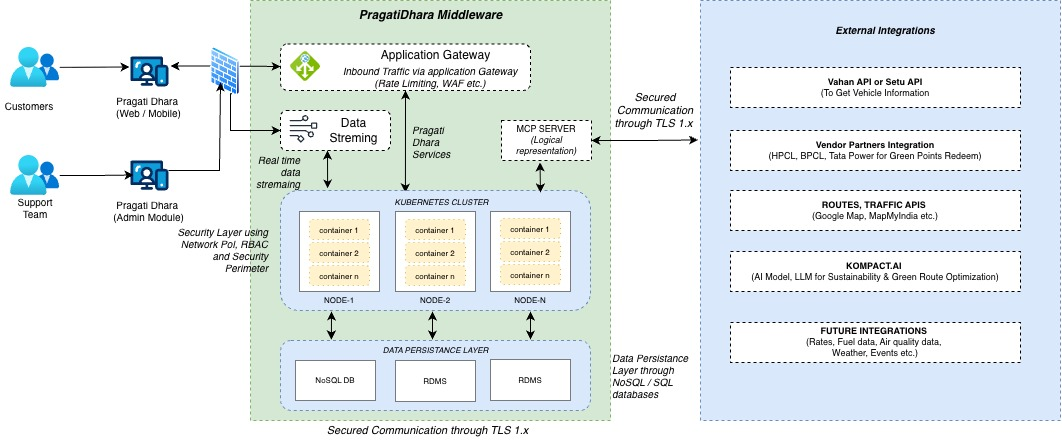 PragatiDhara Middleware
External Integrations
Customers
Pragati Dhara
(Web / Mobile)
Application Gateway
Inbound Traffic via application Gateway
(Rate Limiting, WAF etc.)
Data
Streming
Pragati
Dhara
Services
MCP SERVER
(Logical
representation)
Secured
Communication
through TLS 1.x
Vahan API or Setu API
(To Get Vehicle Information
Vendor Partners Integration
(HPCL, BPCL, Tata Power for Green Points Redeem)
Real time
data
stremaing
Support
Team
Pragati Dhara
(Admin Module)
Security Layer using
Network Pol, RBAC
and Security
Perimeter
KUBERNETES CLUSTER
container 1
container 2
container n
NODE-1
container 1
container 2
container n
NODE-2
container 1
container 2
container n
NODE-N
ROUTES, TRAFFIC APIS
(Google Map, MapMyIndia etc.)
KOMPACT.AI
(AI Model, LLM for Sustainability & Green Route Optimization)
FUTURE INTEGRATIONS
(Rates, Fuel data, Air quality data,
Weather, Events etc.)
DATA PERSISTANCE LAYER
NoSQL DB
RDMS
RDMS
Data Persistance
Layer through
NoSQL / SQL
databases
Secured Communication through TLS 1.x